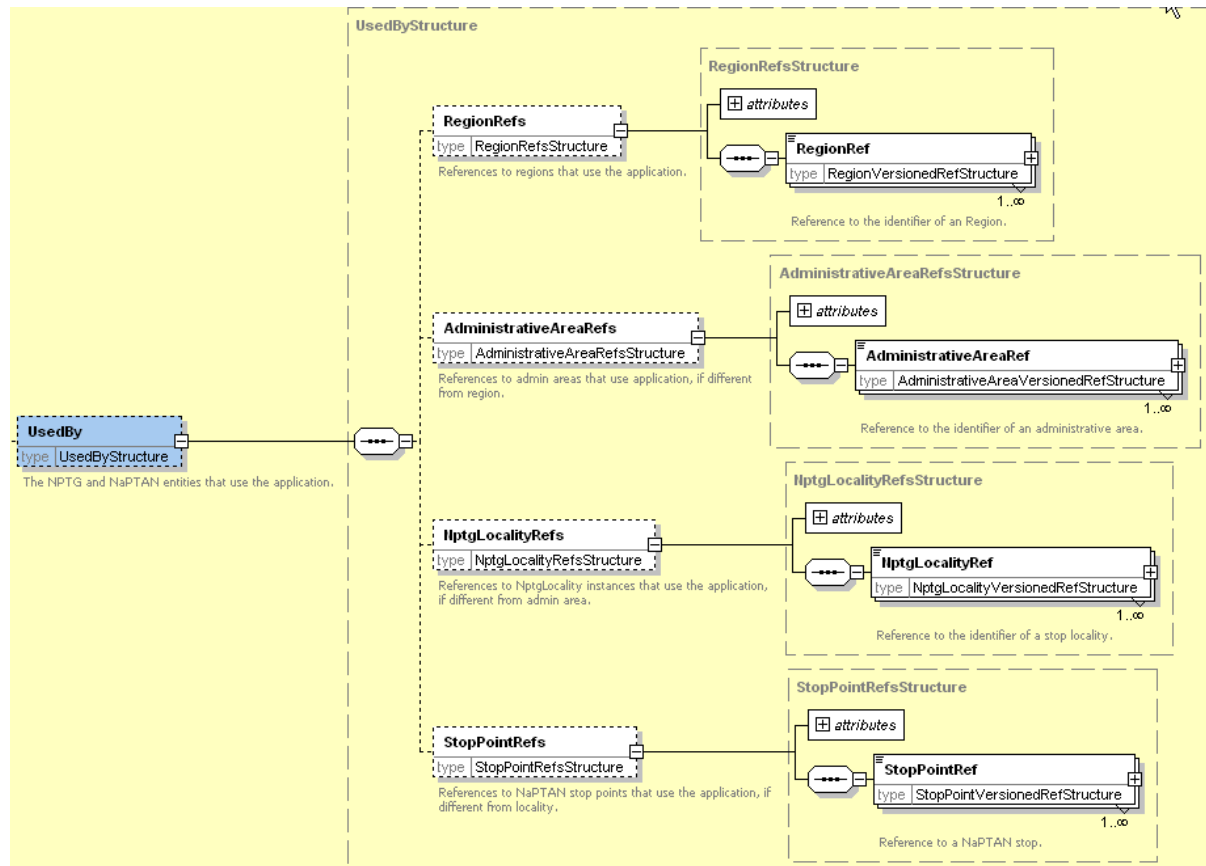 UsedByStructure
RegionRefsStructure
attributes
RegionRefs
type RegionRefsStructure
References to regions that use the application.
RegionRef
type RegionVersionedRefStructure
1..∞
Reference to the identifier of an Region.
AdministrativeAreaRefsStructure
attributes
AdministrativeAreaRefs
type AdministrativeAreaRefsStructure
References to admin areas that use application, if different
from region.
AdministrativeAreaRef
type AdministrativeAreaVersionedRefStructure
1..∞
Reference to the identifier of an administrative area.
UsedBy
type UsedByStructure
The NPTG and NaPTAN entities that use the application.
NptgLocalityRefsStructure
attributes
NptgLocalityRefs
type NptgLocalityRefsStructure
References to NptgLocality instances that use the application,
if different from admin area.
NptgLocalityRef
type NptgLocalityVersionedRefStructure
1..∞
Reference to the identifier of a stop locality.
StopPointRefsStructure
attributes
StopPointRefs
type StopPointRefsStructure
References to NaPTAN stop points that use the application, if
different from locality.
StopPointRef
type StopPointVersionedRefStructure
1..∞
Reference to a NaPTAN stop.